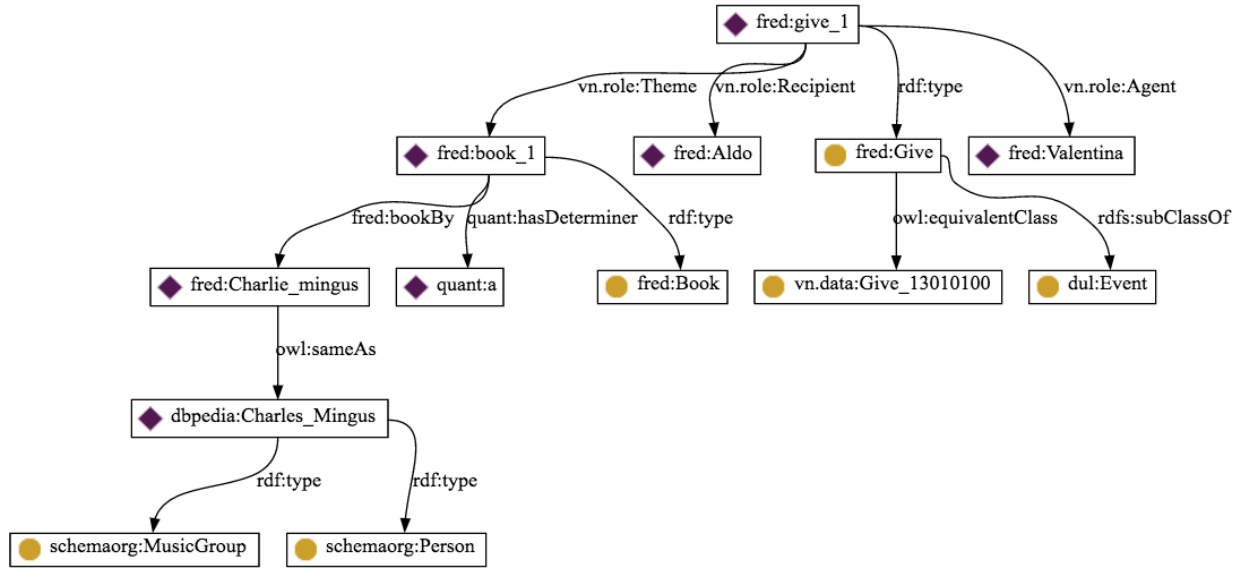 fred:give_1
vn.role:Theme
vn.role:Recipient
rdf:type
vn.role:Agent
fred:book_1
fred:Aldo
fred:Give
fred:Valentina
fred:bookBy
quant:hasDeterminer
rdf:type
owl:equivalentClass
rdfs:subClassOf
fred:Charlie_mingus
quant:a
fred:Book
vn.data:Give_13010100
dul:Event
owl:sameAs
dbpedia:Charles_Mingus
rdf:type
rdf:type
schemaorg:MusicGroup
schemaorg:Person